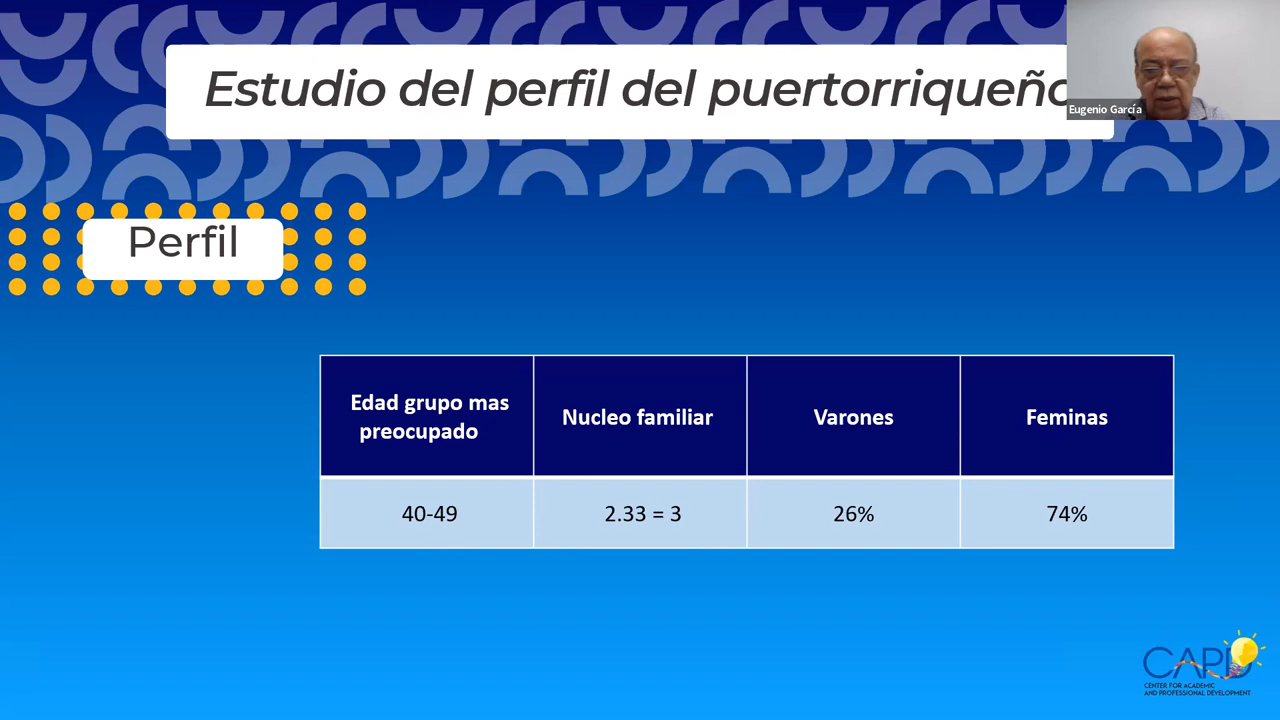 Estudio del perfil del puertorriqueño
Eugenio García
Perfil
Edad grupo mas preocupado
Nucleo familiar
Varones
Feminas
40-49
2.33 = 3
26%
74%
CAPD
CENTER FOR ACADEMIC
AND PROFESSIONAL DEVELOPMENT